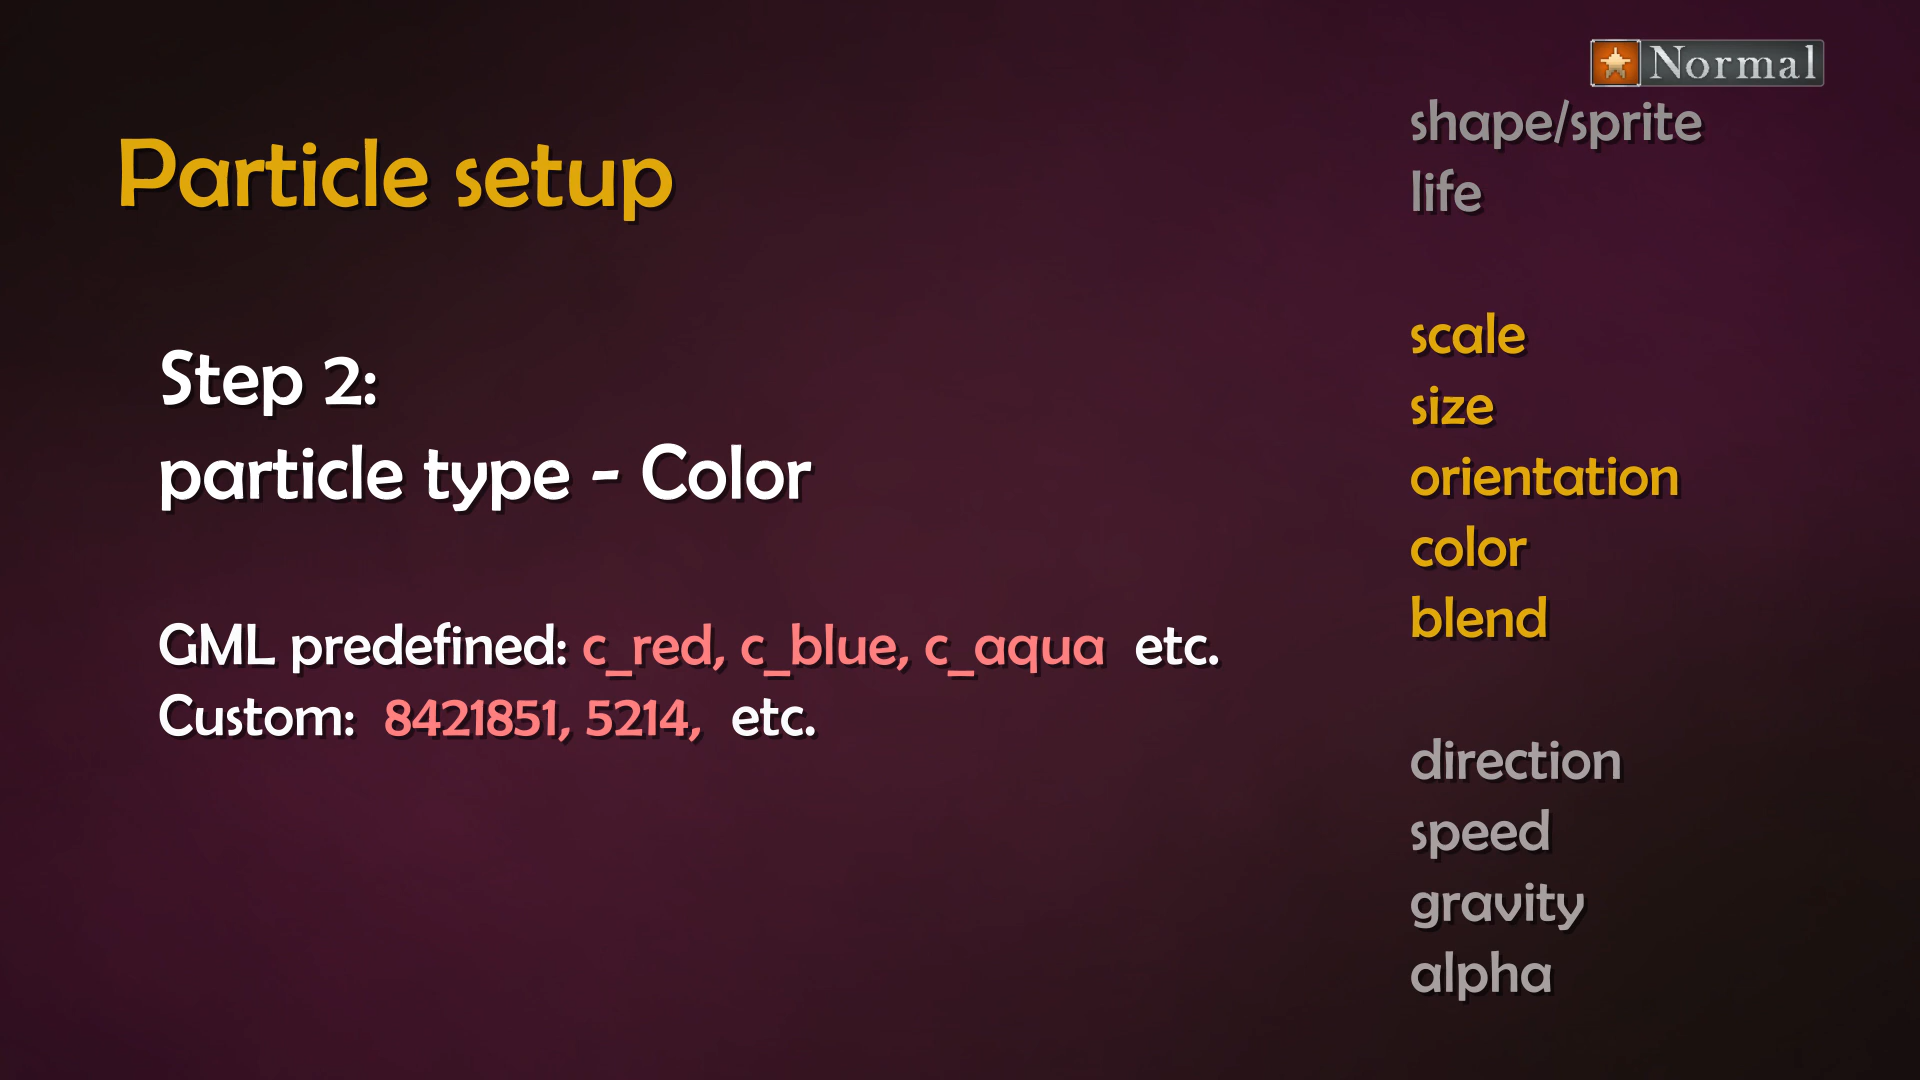 Normal
Particle setup
Step 2:
particle type - Color
GML predefined: c_red, c_blue, c_aqua etc.
Custom: 8421851, 5214, etc.
shape/sprite
life
scale
size
orientation
color
blend
direction
speed
gravity
alpha